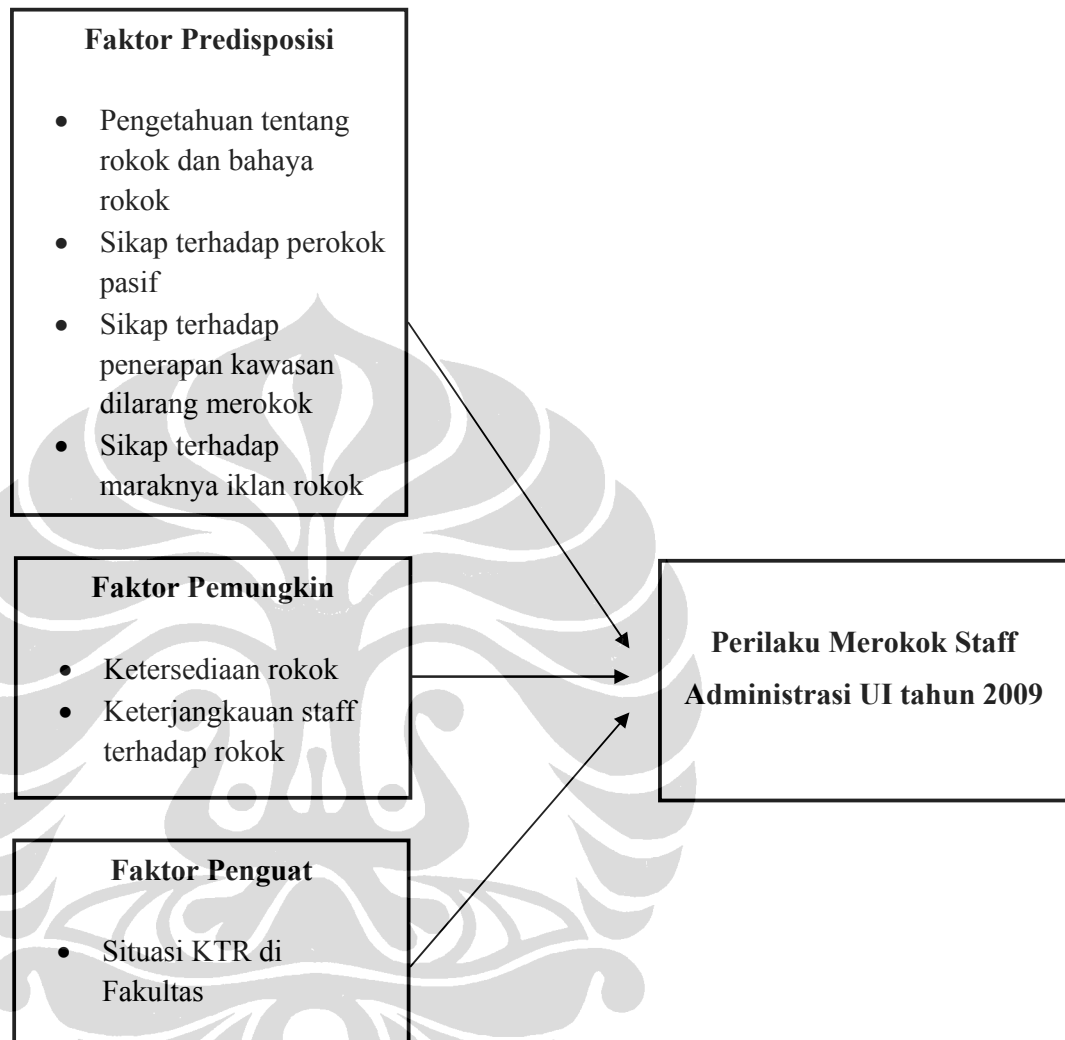 Faktor Predisposisi
• Pengetahuan tentang
rokok dan bahaya
rokok
• Sikap terhadap perokok
pasif
• Sikap terhadap
penerapan kawasan
dilarang merokok
• Sikap terhadap
maraknya iklan rokok
Faktor Pemungkin
• Ketersediaan rokok
• Keterjangkauan staff
terhadap rokok
Faktor Penguat
• Situasi KTR di
Fakultas
Perilaku Merokok Staff
Administrasi UI tahun 2009